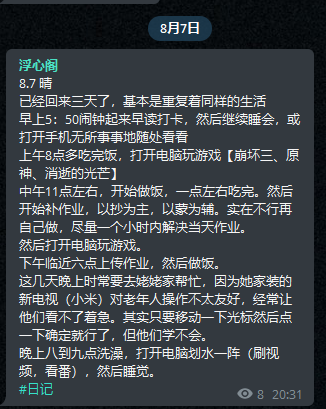 8月7日
浮心阁
8.7 晴
已经回来三天了，基本是重复着同样的生活
早上5：50闹钟起来早读打卡，然后继续睡会，或
打开手机无所事事地随处看看
上午8点多吃完饭，打开电脑玩游戏【崩坏三、原
神、消逝的光芒】
中午11点左右，开始做饭，一点左右吃完。然后
开始补作业，以抄为主，以蒙为辅。实在不行再
自己做，尽量一个小时内解决当天作业。
然后打开电脑玩游戏。
下午临近六点上传作业，然后做饭。
这几天晚上时常要去姥姥家帮忙，因为她家装的
新电视（小米）对老年人操作不太友好，经常让
他们看不了着急。其实只要移动一下光标然后点
一下确定就行了，但他们学不会。
晚上八到九点洗澡，打开电脑划水一阵（刷视
频，看番），然后睡觉。
#日记
8 20:31